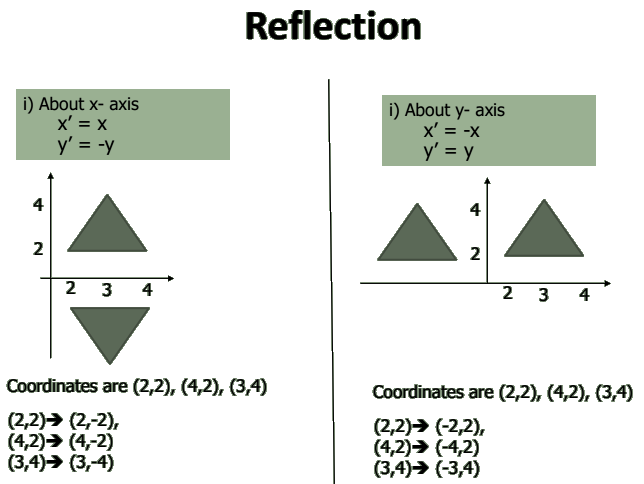 Reflection
i) About x- axis
x′ = x
y′ = -y
4
2
2 3 4
Coordinates are (2,2), (4,2), (3,4)
(2,2)➔ (2,-2),
(4,2)➔ (4,-2)
(3,4)➔ (3,-4)
i) About y- axis
x′ = -x
y′ = y
4
2
2 3 4
Coordinates are (2,2), (4,2), (3,4)
(2,2)➔ (-2,2),
(4,2)➔ (-4,2)
(3,4)➔ (-3,4)